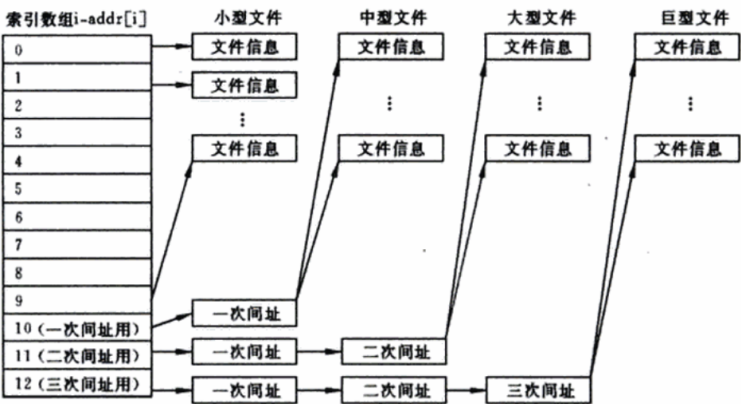 索引数组i-addr[i] 小型文件 中型文件 大型文件 巨型文件
0 文件信息 文件信息 文件信息 文件信息
1 文件信息
2 ⋮ ⋮ ⋮
3 ⋮
4 文件信息 文件信息 文件信息 文件信息
5
6
7
8
9
10(一次间址用) 一次间址
11(二次间址用) 一次间址 二次间址
12(三次间址用) 一次间址 二次间址 三次间址